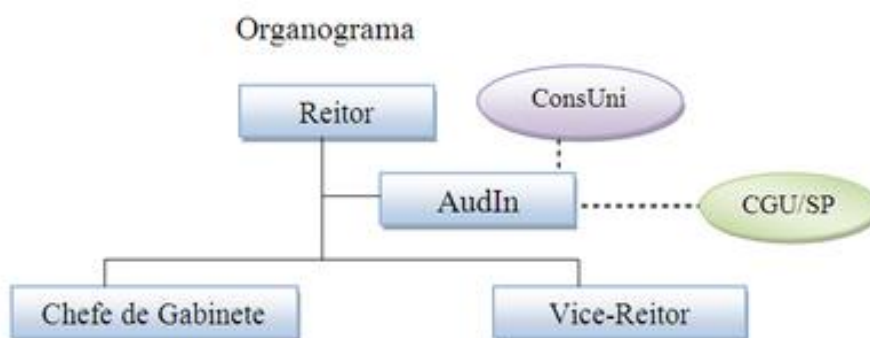 Organograma
Reitor
ConsUni
AudIn
CGU/SP
Chefe de Gabinete
Vice-Reitor